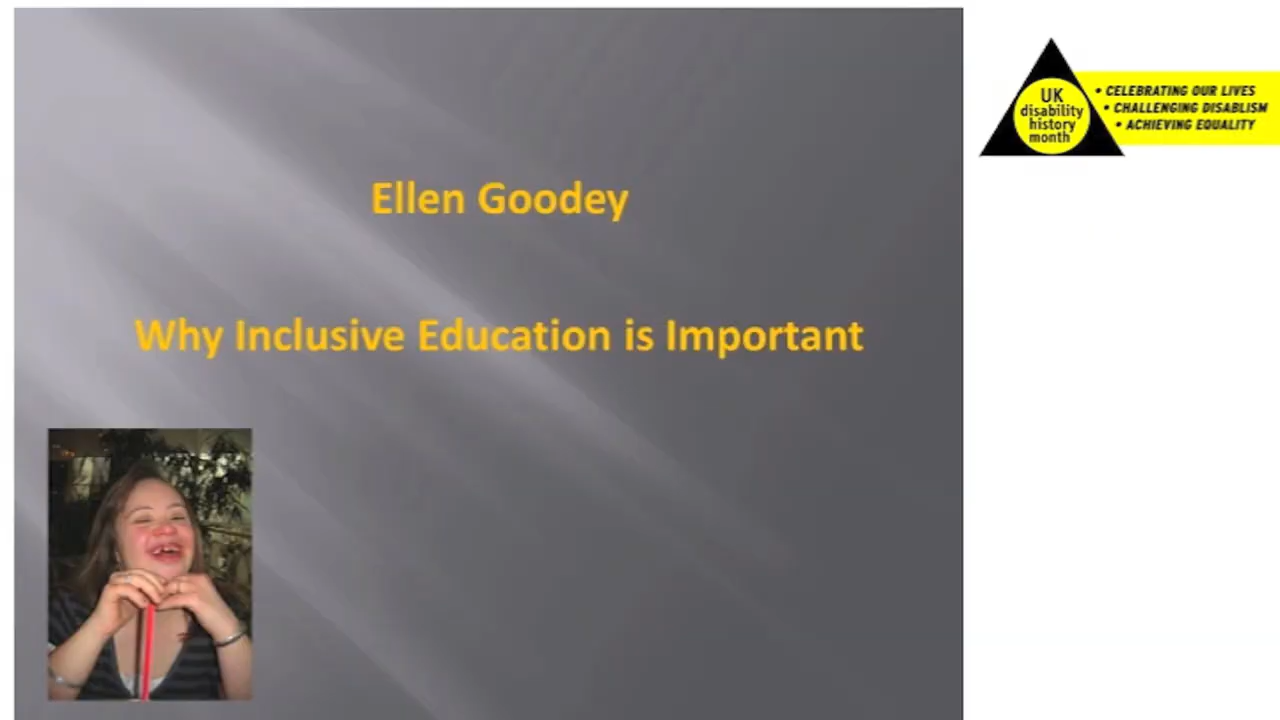 Ellen Goodey
Why Inclusive Education is Important
UK
disability
history
month
• CELEBRATING OUR LIVES
• CHALLENGING DISABLISM
• ACHIEVING EQUALITY